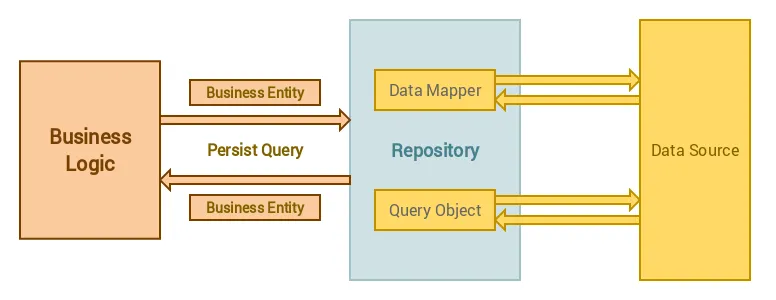 Business
Logic
Business Entity
Persist Query
Business Entity
Data Mapper
Repository
Query Object
Data Source